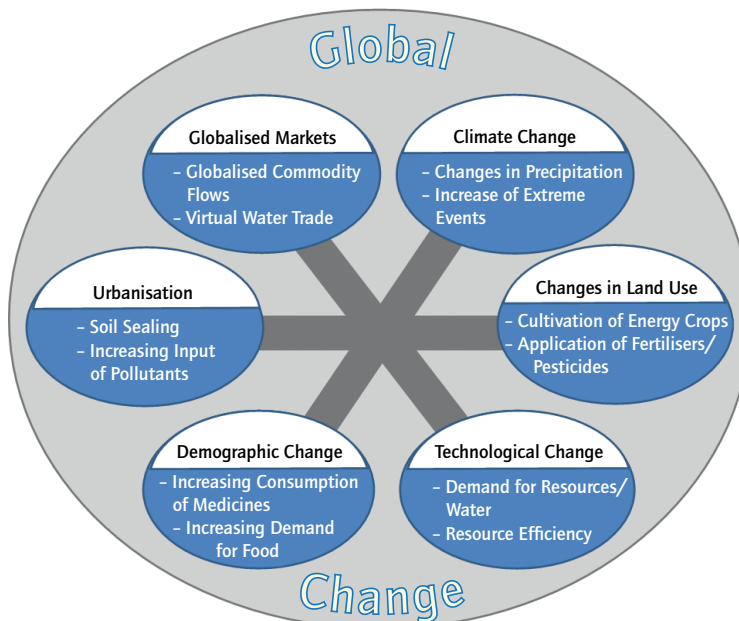 Global
Globalised Markets
– Globalised Commodity
Flows
– Virtual Water Trade
Climate Change
– Changes in Precipitation
– Increase of Extreme
Events
Urbanisation
– Soil Sealing
– Increasing Input
of Pollutants
Changes in Land Use
– Cultivation of Energy Crops
– Application of Fertilisers/
Pesticides
Demographic Change
– Increasing Consumption
of Medicines
– Increasing Demand
for Food
Technological Change
– Demand for Resources/
Water
– Resource Efficiency
Change